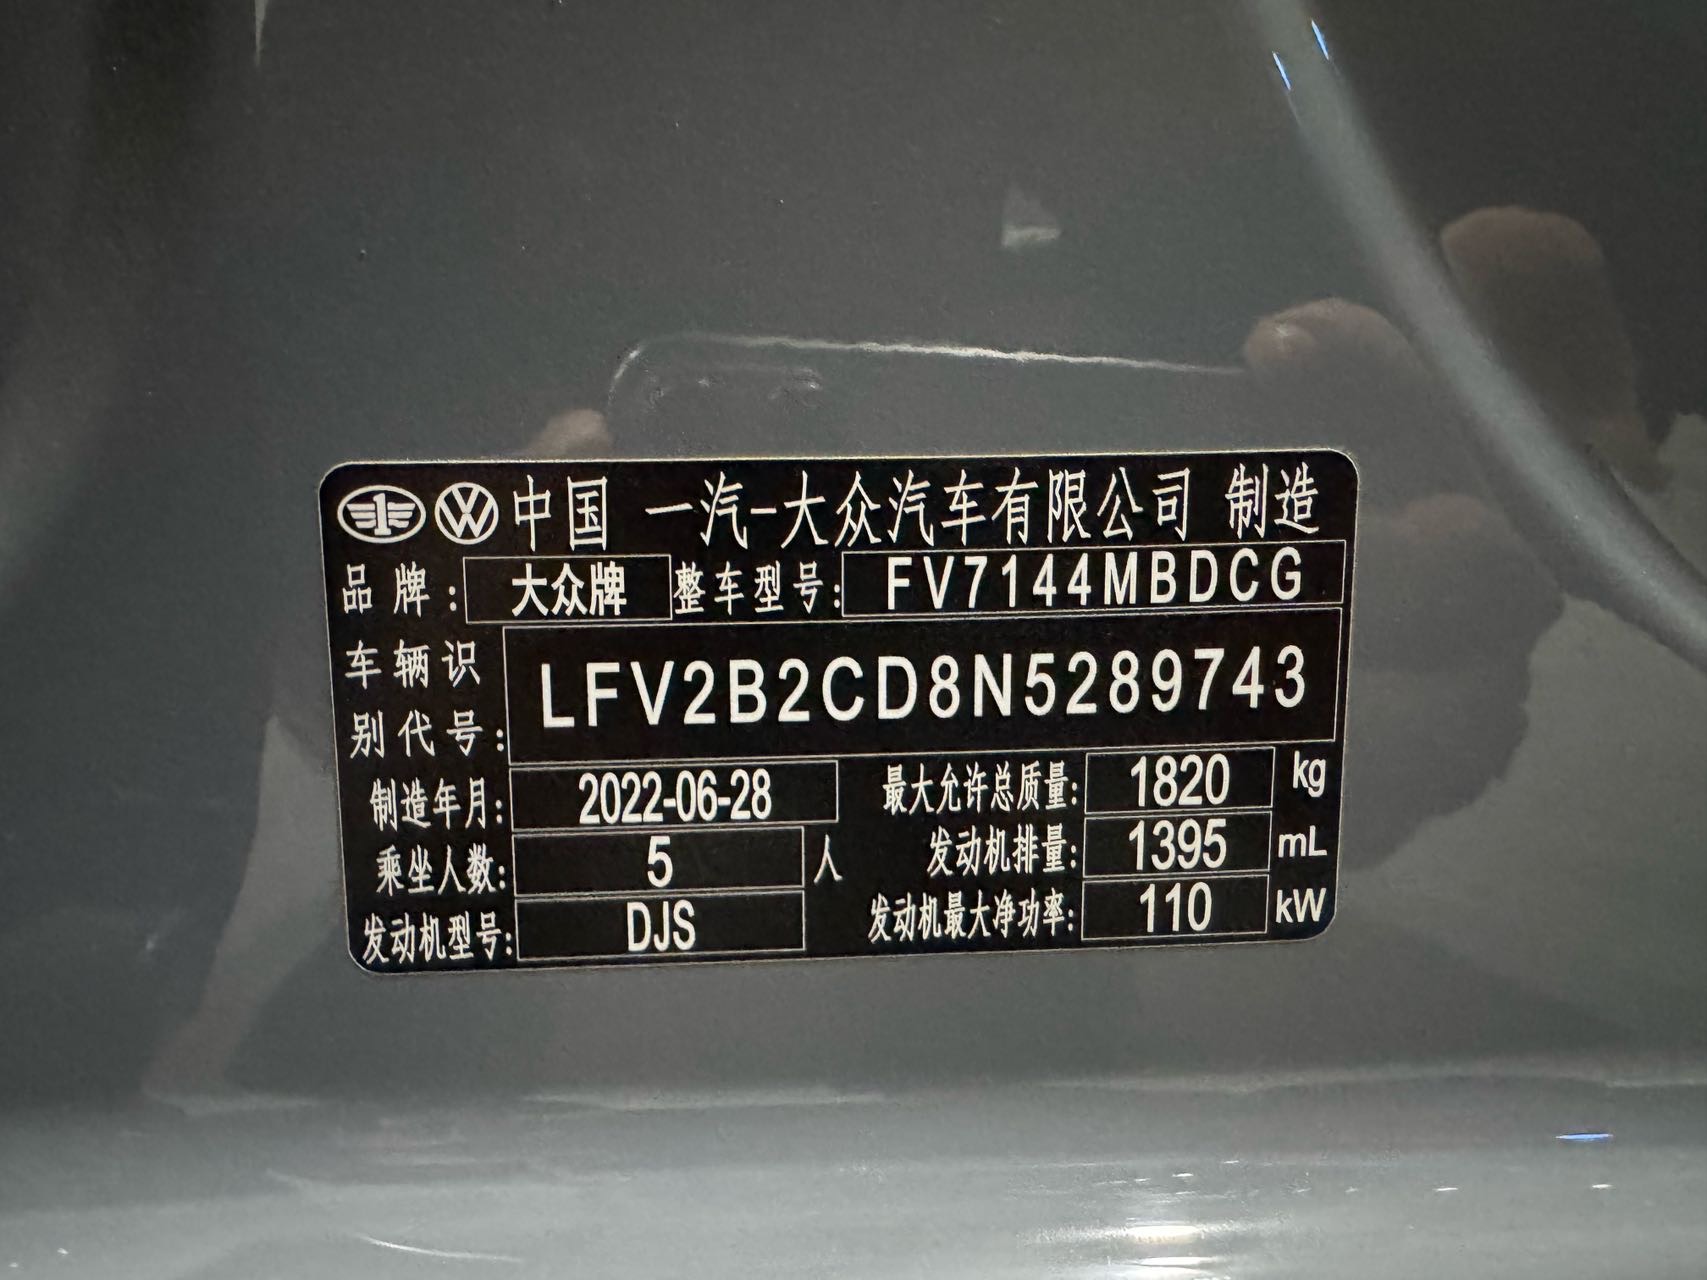 中国 一汽-大众汽车有限公司 制造
品牌: 大众牌 整车型号: FV7144MBDCG
车辆识别代号: LFV2B2CD8N5289743
制造年月: 2022-06-28 最大允许总质量: 1820 kg
乘坐人数: 5 人 发动机排量: 1395 mL
发动机型号: DJS 发动机最大净功率: 110 kW